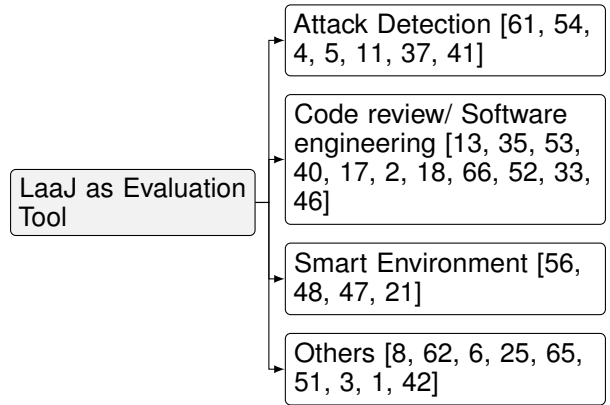 Attack Detection [61, 54,
4, 5, 11, 37, 41]
Code review/ Software
engineering [13, 35, 53,
40, 17, 2, 18, 66, 52, 33,
46]
LaaJ as Evaluation
Tool
Smart Environment [56,
48, 47, 21]
Others [8, 62, 6, 25, 65,
51, 3, 1, 42]